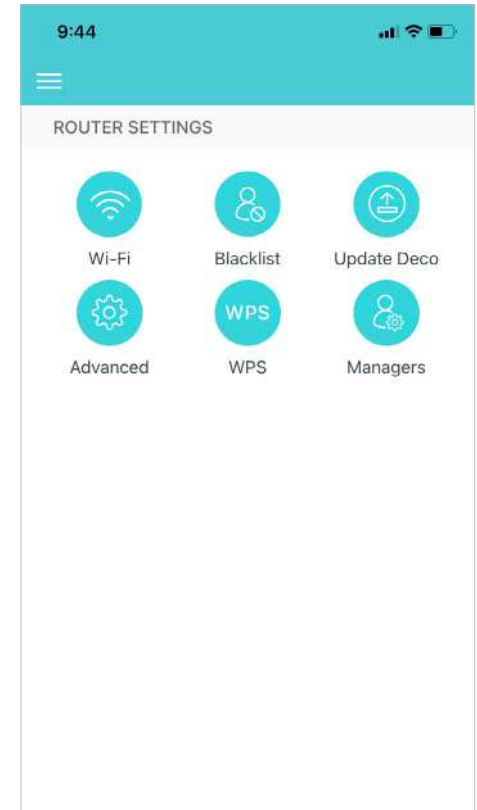 9:44
ROUTER SETTINGS
Wi-Fi Blacklist Update Deco
WPS
Advanced WPS Managers